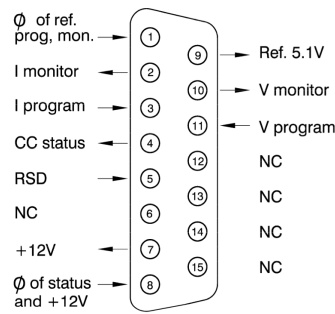 Ø of ref.
prog, mon.
1
I monitor
2
I program
3
CC status
4
RSD
5
NC
6
+12V
7
Ø of status
and +12V
8
9
Ref. 5.1V
10
V monitor
11
V program
12
NC
13
NC
14
NC
15
NC